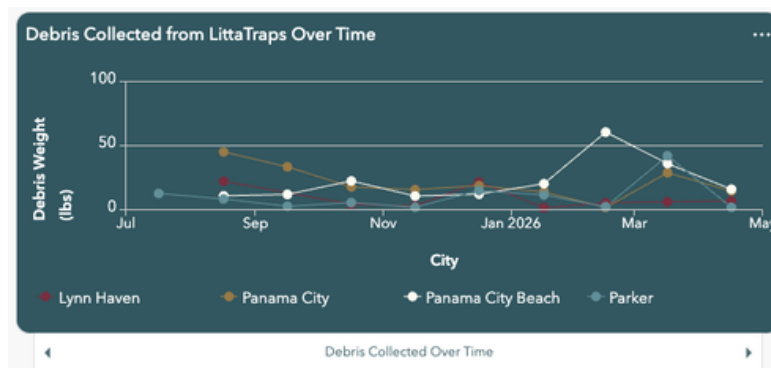 Debris Collected from LittaTraps Over Time
...
100
Debris Weight
(lbs)
50
0
Jul Sep Nov Jan 2026 Mar May
City
Lynn Haven Panama City Panama City Beach Parker
Debris Collected Over Time